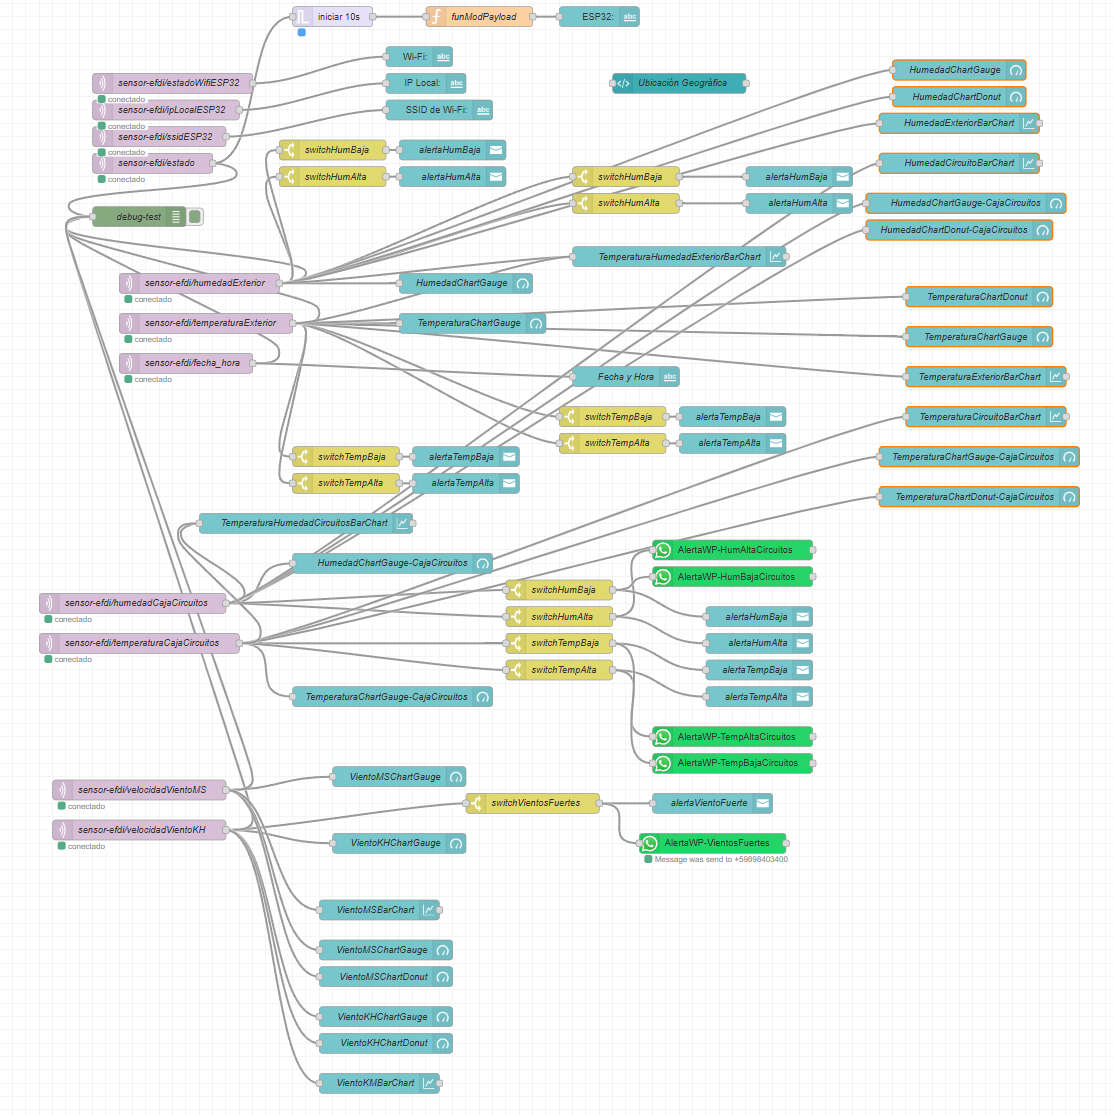 iniciar 10s
funModPayload
ESP32:
abc
Wi-Fi:
abc
sensor-efdi/estadoWifiESP32
conectado
IP Local:
abc
Ubicación Geográfica
HumedadChartGauge
sensor-efdi/ipLocalESP32
conectado
SSID de Wi-Fi:
abc
HumedadChartDonut
sensor-efdi/ssidESP32
conectado
HumedadExteriorBarChart
switchHumBaja
alertaHumBaja
sensor-efdi/estado
conectado
HumedadCircuitoBarChart
switchHumAlta
alertaHumAlta
switchHumBaja
alertaHumBaja
switchHumAlta
alertaHumAlta
HumedadChartGauge-CajaCircuitos
debug-test
HumedadChartDonut-CajaCircuitos
TemperaturaHumedadExteriorBarChart
sensor-efdi/humedadExterior
conectado
HumedadChartGauge
TemperaturaChartDonut
sensor-efdi/temperaturaExterior
conectado
TemperaturaChartGauge
TemperaturaChartGauge
sensor-efdi/fecha_hora
conectado
Fecha y Hora
abc
TemperaturaExteriorBarChart
switchTempBaja
alertaTempBaja
TemperaturaCircuitoBarChart
switchTempAlta
alertaTempAlta
switchTempBaja
alertaTempBaja
TemperaturaChartGauge-CajaCircuitos
switchTempAlta
alertaTempAlta
TemperaturaChartDonut-CajaCircuitos
TemperaturaHumedadCircuitosBarChart
AlertaWP-HumAltaCircuitos
HumedadChartGauge-CajaCircuitos
AlertaWP-HumBajaCircuitos
switchHumBaja
sensor-efdi/humedadCajaCircuitos
conectado
switchHumAlta
alertaHumBaja
sensor-efdi/temperaturaCajaCircuitos
conectado
switchTempBaja
alertaHumAlta
switchTempAlta
alertaTempBaja
TemperaturaChartGauge-CajaCircuitos
alertaTempAlta
AlertaWP-TempAltaCircuitos
AlertaWP-TempBajaCircuitos
VientoMSChartGauge
sensor-efdi/velocidadVientoMS
conectado
switchVientosFuertes
alertaVientoFuerte
sensor-efdi/velocidadVientoKH
conectado
VientoKHChartGauge
AlertaWP-VientosFuertes
Message was send to +59898403400
VientoMSBarChart
VientoMSChartGauge
VientoMSChartDonut
VientoKHChartGauge
VientoKHChartDonut
VientoKMBarChart